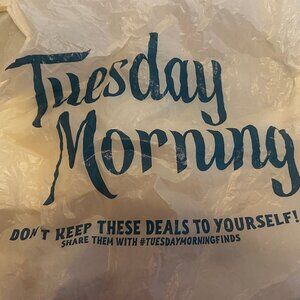 Tuesday
Morning
DON'T KEEP THESE DEALS TO YOURSELF!
SHARE THEM WITH #TUESDAYMORNINGFINDS